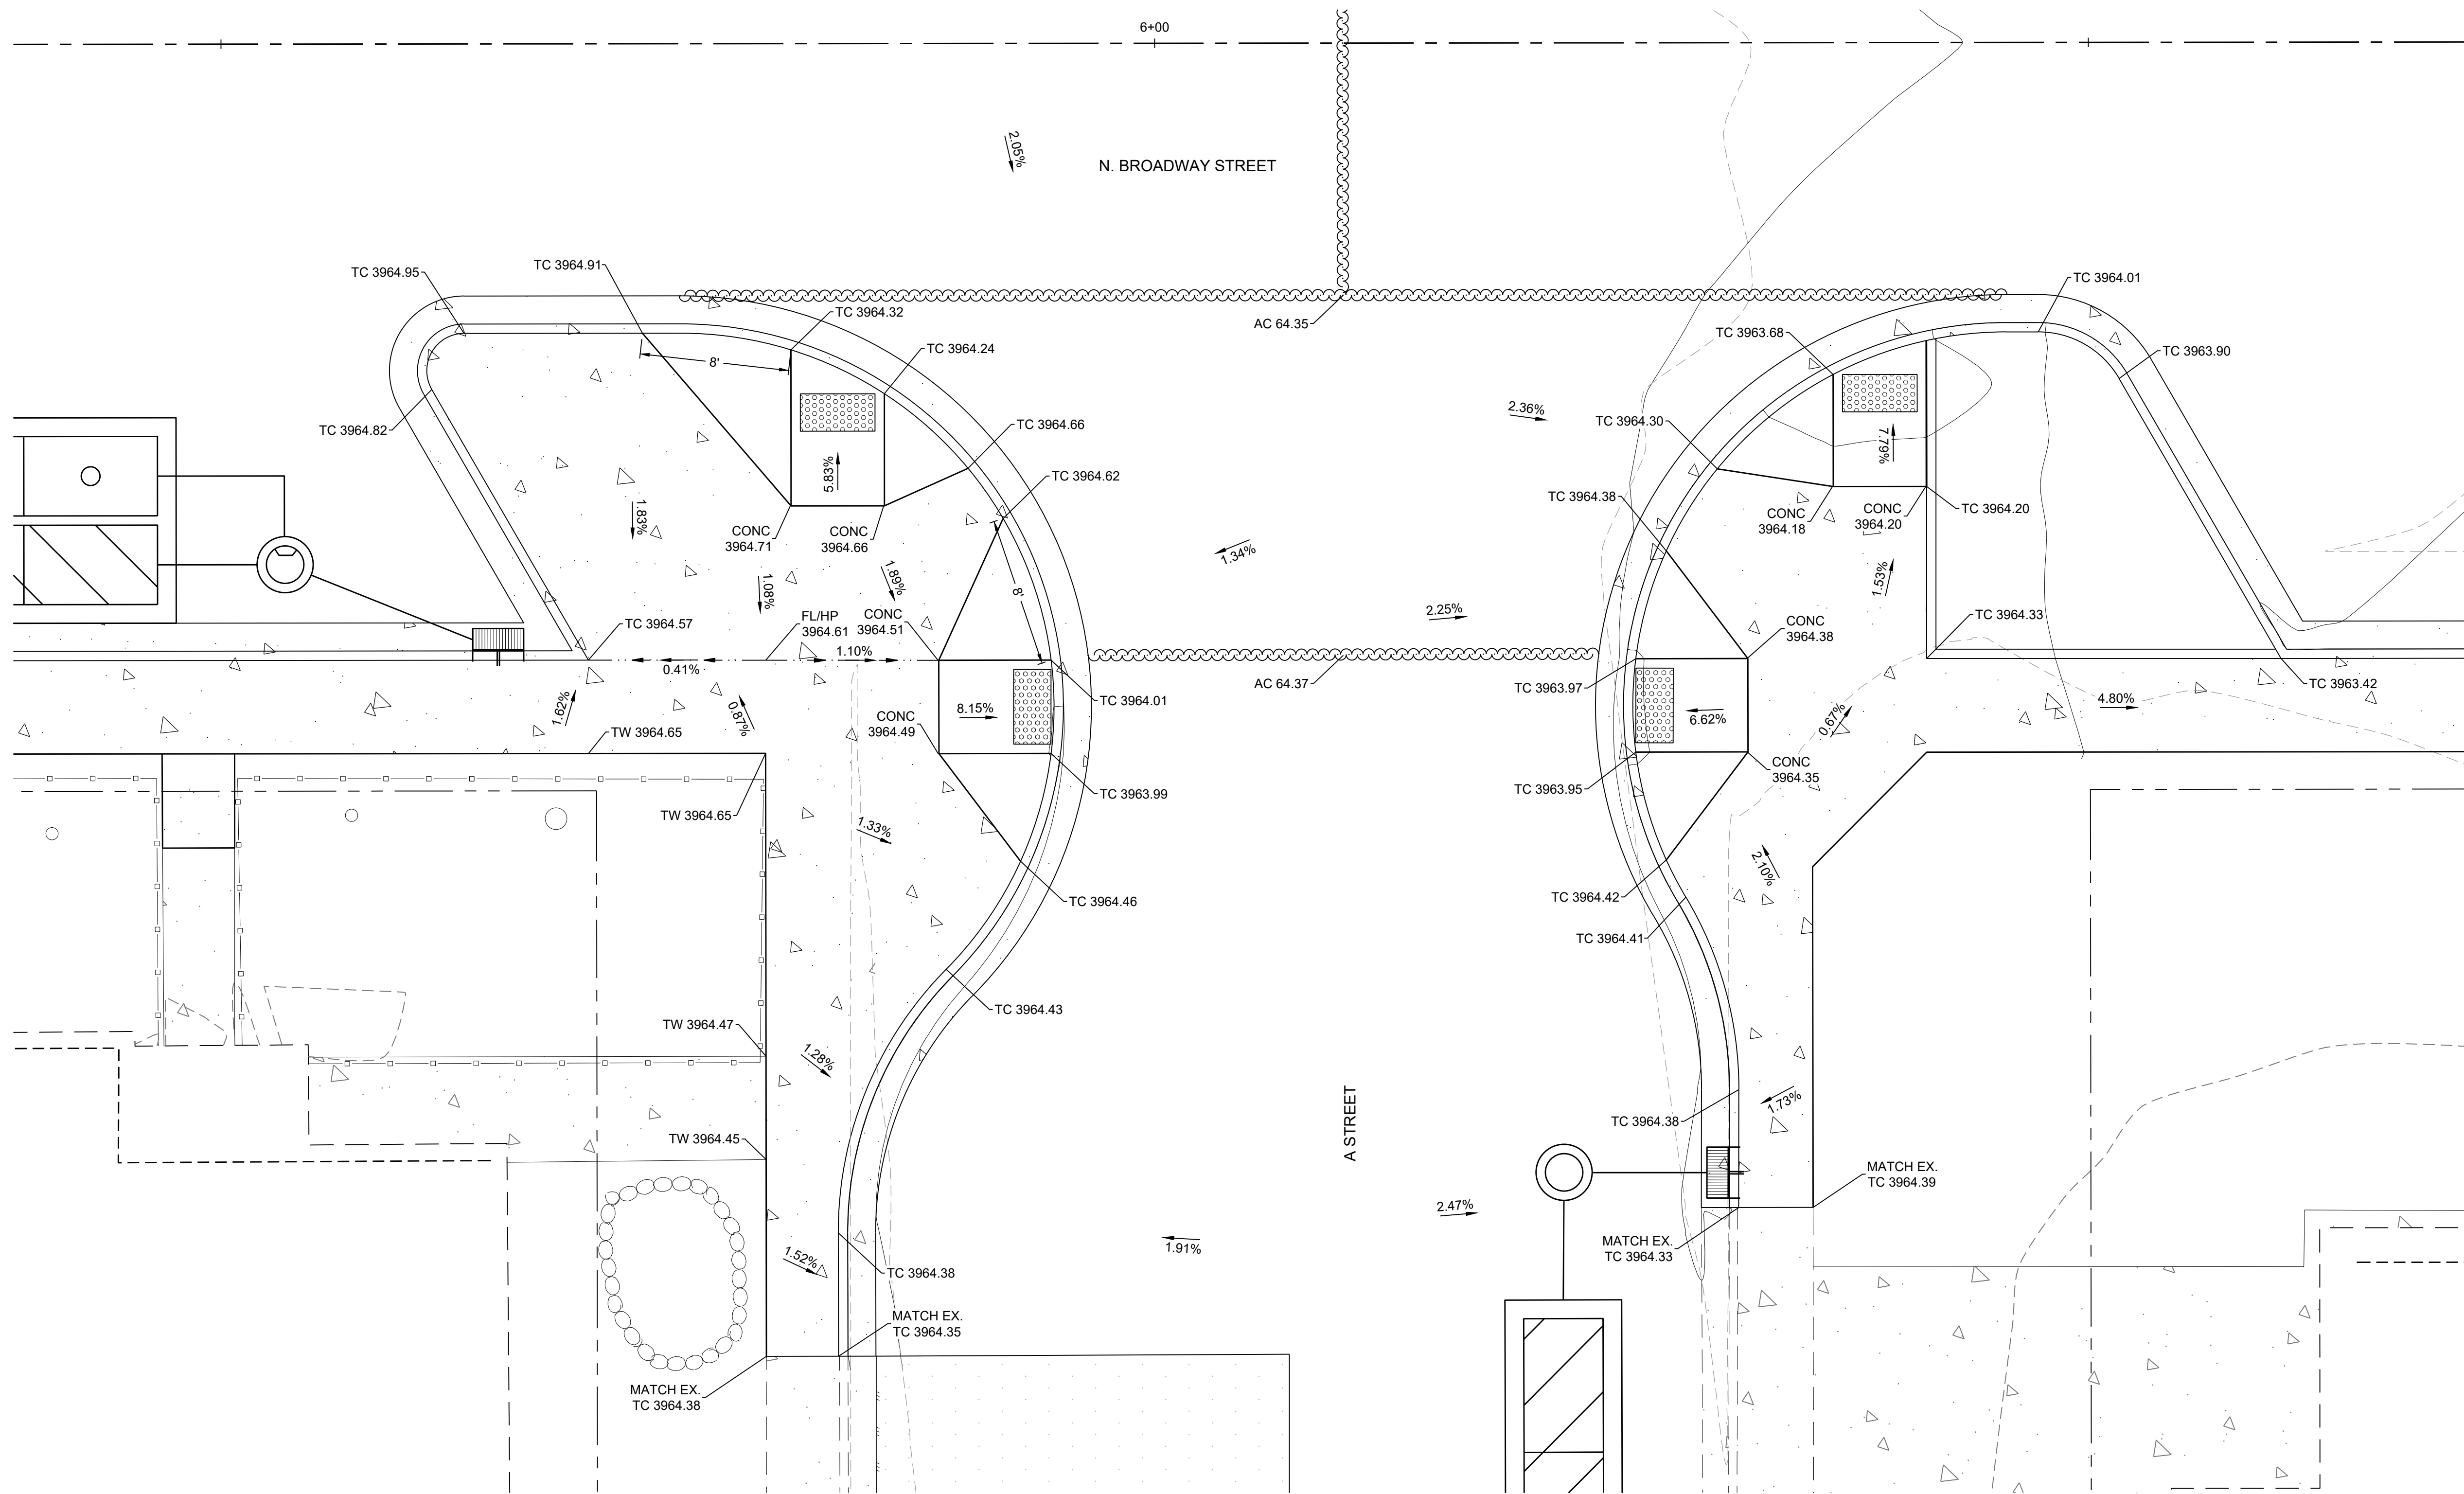 6+00
2.05%
N. BROADWAY STREET
TC 3964.95
TC 3964.91
TC 3964.32
AC 64.35
TC 3964.01
TC 3963.68
TC 3964.24
TC 3963.90
8'
TC 3964.82
TC 3964.66
2.36%
TC 3964.30
TC 3964.62
5.83%
7.79%
TC 3964.38
1.83%
CONC
3964.71
CONC
3964.66
CONC
3964.18
CONC
3964.20
TC 3964.20
1.34%
1.08%
1.89%
8'
1.53%
TC 3964.57
FL/HP
3964.61
CONC
3964.51
2.25%
CONC
3964.38
TC 3964.33
0.41%
1.10%
AC 64.37
TC 3963.97
TC 3963.42
1.62%
0.87%
8.15%
TC 3964.01
6.62%
0.67%
4.80%
CONC
3964.49
TW 3964.65
TC 3963.99
TC 3963.95
CONC
3964.35
TW 3964.65
1.33%
2.10%
TC 3964.46
TC 3964.42
TC 3964.41
TC 3964.43
TW 3964.47
1.28%
A STREET
TC 3964.38
1.73%
TW 3964.45
MATCH EX.
TC 3964.39
2.47%
1.91%
MATCH EX.
TC 3964.33
1.52%
TC 3964.38
MATCH EX.
TC 3964.35
MATCH EX.
TC 3964.38